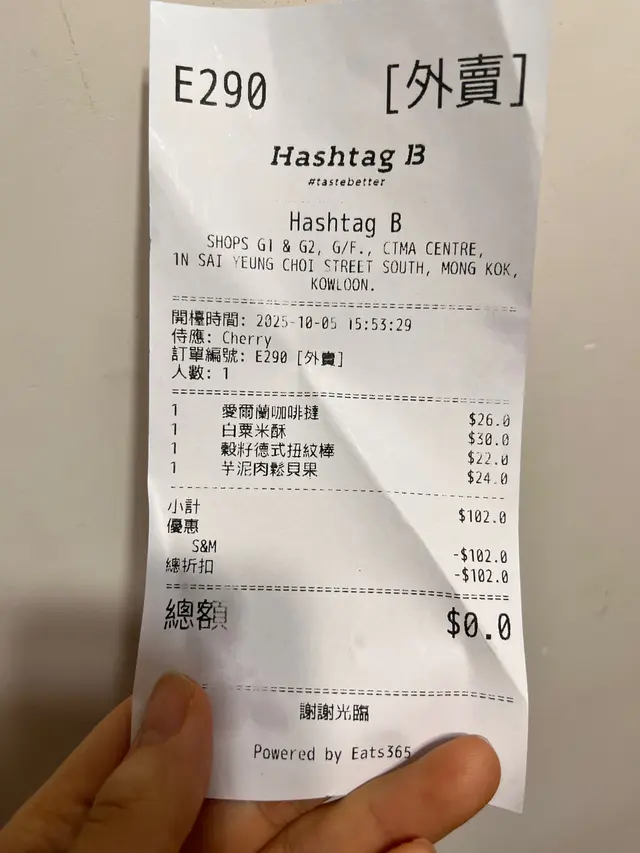 E290 [外賣]
Hashtag B
#tastebetter
Hashtag B
SHOPS G1 & G2, G/F., CTMA CENTRE,
1N SAI YEUNG CHOI STREET SOUTH, MONG KOK,
KOWLOON.
開檯時間: 2025-10-05 15:53:29
侍應: Cherry
訂單編號: E290 [外賣]
人數: 1
1 愛爾蘭咖啡撻 $26.0
1 白粟米酥 $30.0
1 穀籽德式扭紋棒 $22.0
1 芋泥肉鬆貝果 $24.0
小計 $102.0
優惠
S&M -$102.0
總折扣 -$102.0
總額 $0.0
謝謝光臨
Powered by Eats365